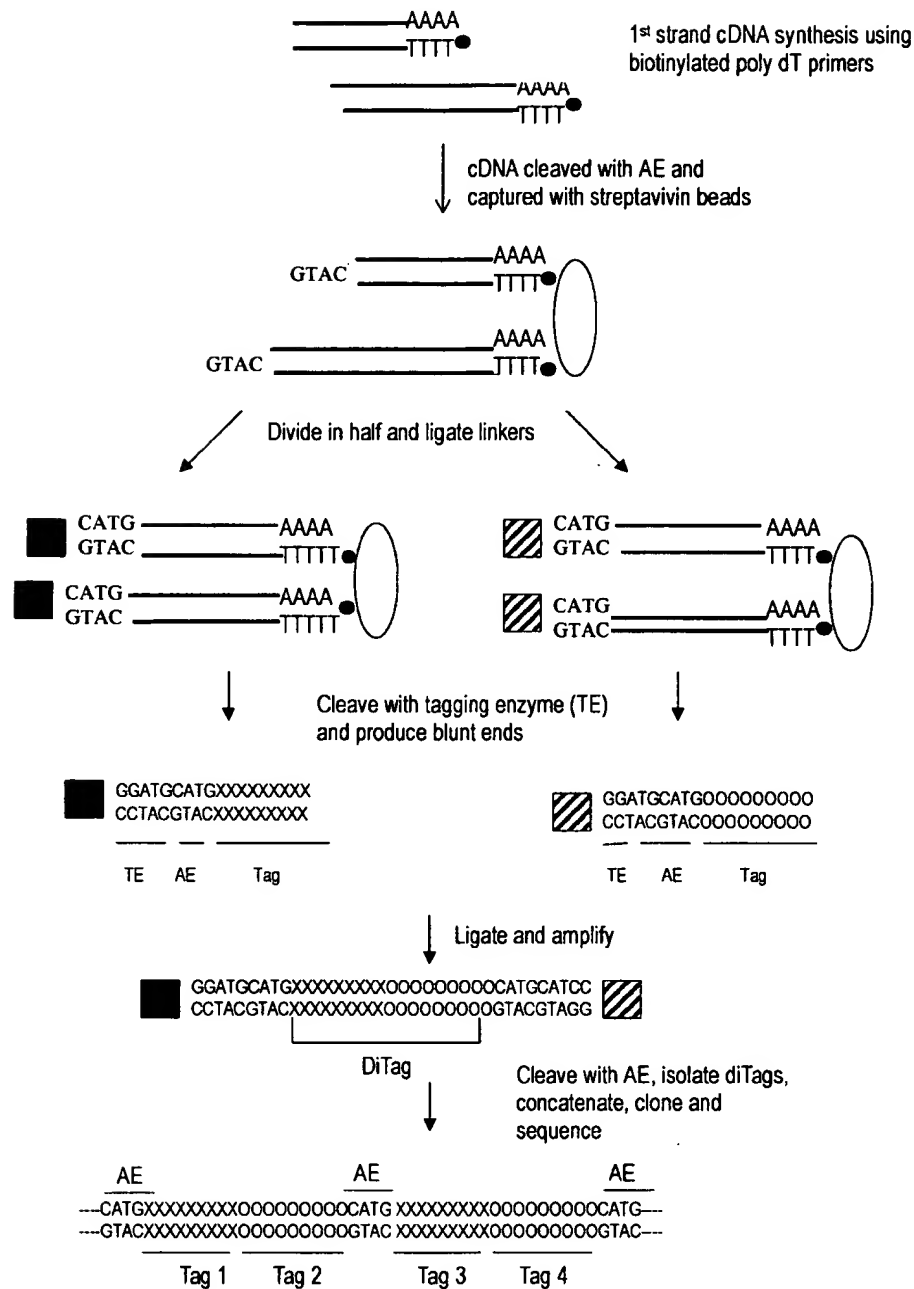 AAAA
TTTT
1st strand cDNA synthesis using
biotinylated poly dT primers
AAAA
TTTT
cDNA cleaved with AE and
captured with streptavivin beads
AAAA
GTAC
TTTT
AAAA
GTAC
TTTT
Divide in half and ligate linkers
CATG AAAA
GTAC TTTTT
CATG AAAA
GTAC TTTTT
CATG AAAA
GTAC TTTT
CATG AAAA
GTAC TTTT
Cleave with tagging enzyme (TE)
and produce blunt ends
GGATGCATGXXXXXXXXX
CCTACGTACXXXXXXXXX
TE AE Tag
GGATGCATGOOOOOOOOO
CCTACGTACOOOOOOOOO
TE AE Tag
Ligate and amplify
GGATGCATGXXXXXXXXXOOOOOOOOOCATGCATCC
CCTACGTACXXXXXXXXXOOOOOOOOOGTACGTAGG
DiTag
Cleave with AE, isolate diTags,
concatenate, clone and
sequence
AE AE AE
----CATGXXXXXXXXXOOOOOOOOOCATG XXXXXXXXXOOOOOOOOOCATG----
----GTACXXXXXXXXXOOOOOOOOOGTAC XXXXXXXXXOOOOOOOOOGTAC---
Tag 1 Tag 2 Tag 3 Tag 4